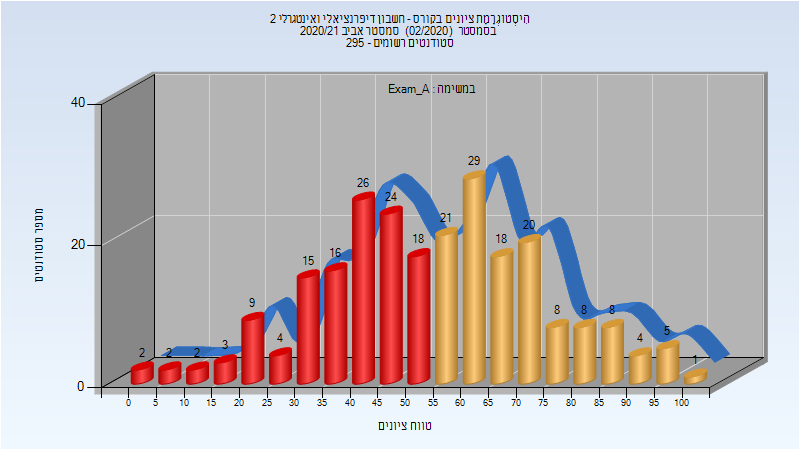 היסטוגרמת ציונים בקורס - חשבון דיפרנציאלי ואינטגרלי 2
בסמסטר (02/2020) סמסטר אביב 2020/21
סטודנטים רשומים - 295
במשימה : Exam_A
מספר סטודנטים
40
20
0
2 2 2 3 9 4 15 16 26 24 18 21 29 18 20 8 8 8 4 5 1
0 5 10 15 20 25 30 35 40 45 50 55 60 65 70 75 80 85 90 95 100
טווח ציונים